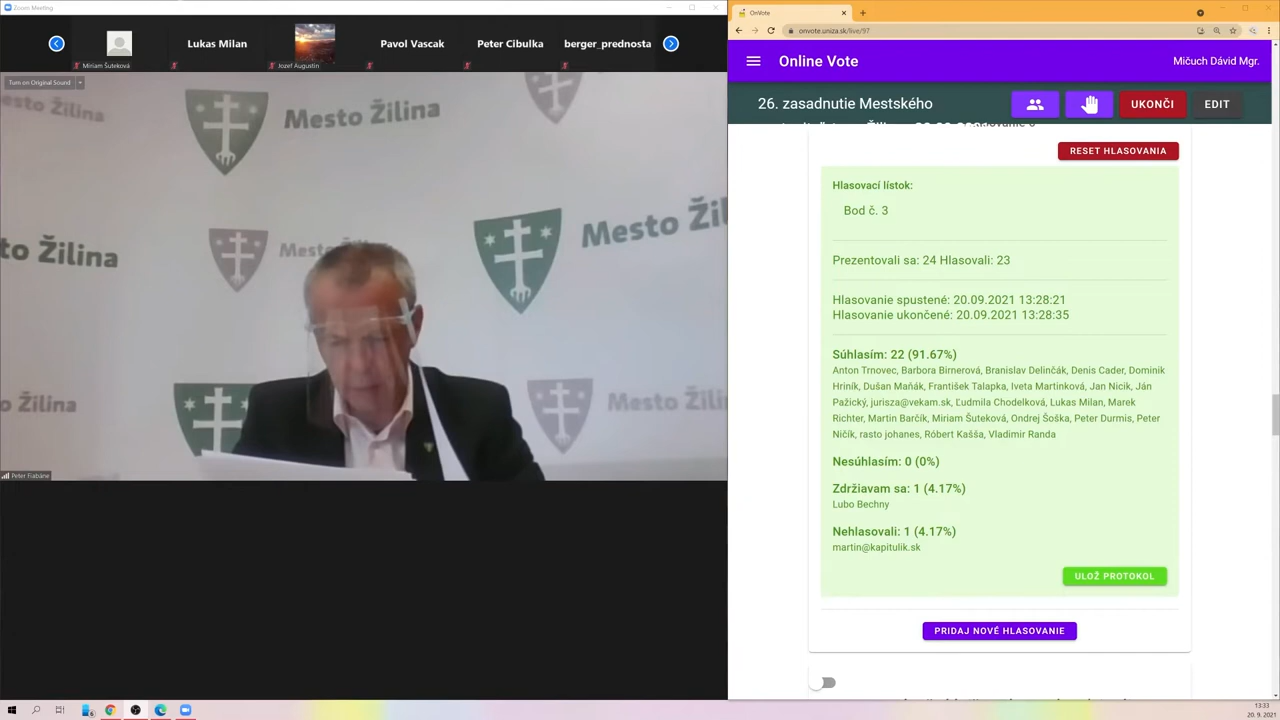 Zoom Meeting
Lukas Milan
Pavol Vascak
Peter Cibulka
berger_prednosta
Miriam Šuteková
Jozef Augustin
Turn on Original Sound
Mesto Žilina
Mesto Žilina
Mesto Žilina
Peter Fiabáne
OnVote
onvote.uniza.sk/live/97
Online Vote
Mičuch Dávid Mgr.
26. zasadnutie Mestského
UKONČI
EDIT
RESET HLASOVANIA
Hlasovací lístok:
Bod č. 3
Prezentovali sa: 24 Hlasovali: 23
Hlasovanie spustené: 20.09.2021 13:28:21
Hlasovanie ukončené: 20.09.2021 13:28:35
Súhlasím: 22 (91.67%)
Anton Trnovec, Barbora Birnerová, Branislav Delinčák, Denis Cader, Dominik
Hriník, Dušan Maňák, František Talapka, Iveta Martinková, Jan Nicik, Ján
Pažický, jurisza@vekam.sk, Ľudmila Chodelková, Lukas Milan, Marek
Richter, Martin Barčík, Miriam Šuteková, Ondrej Šoška, Peter Durmis, Peter
Ničík, rasto johanes, Róbert Kašša, Vladimir Randa
Nesúhlasím: 0 (0%)
Zdržiavam sa: 1 (4.17%)
Lubo Bechny
Nehlasovali: 1 (4.17%)
martin@kapitulik.sk
ULOŽ PROTOKOL
PRIDAJ NOVÉ HLASOVANIE
13:33
20. 9. 2021